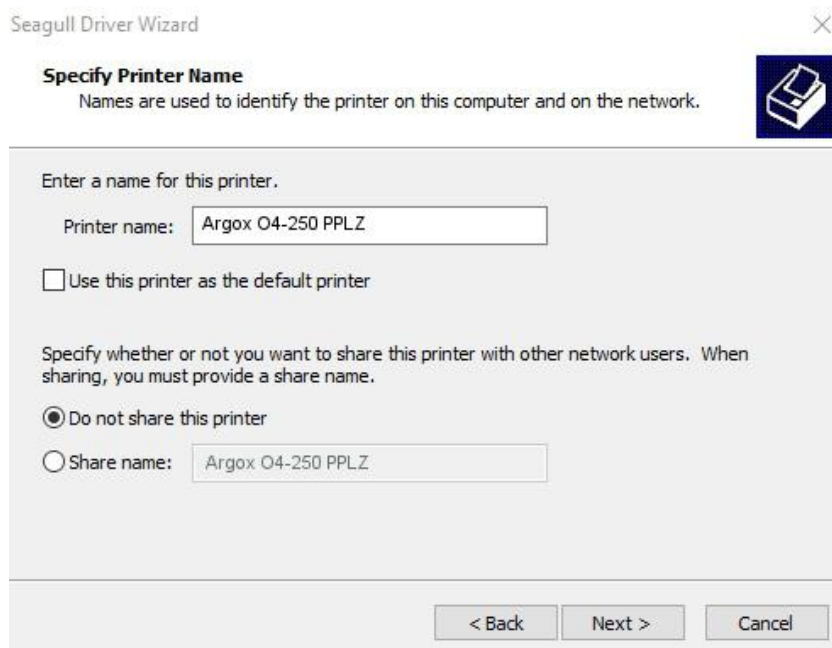 Seagull Driver Wizard
Specify Printer Name
Names are used to identify the printer on this computer and on the network.
Enter a name for this printer.
Printer name: Argox O4-250 PPLZ
Use this printer as the default printer
Specify whether or not you want to share this printer with other network users. When
sharing, you must provide a share name.
Do not share this printer
Share name: Argox O4-250 PPLZ
< Back Next > Cancel